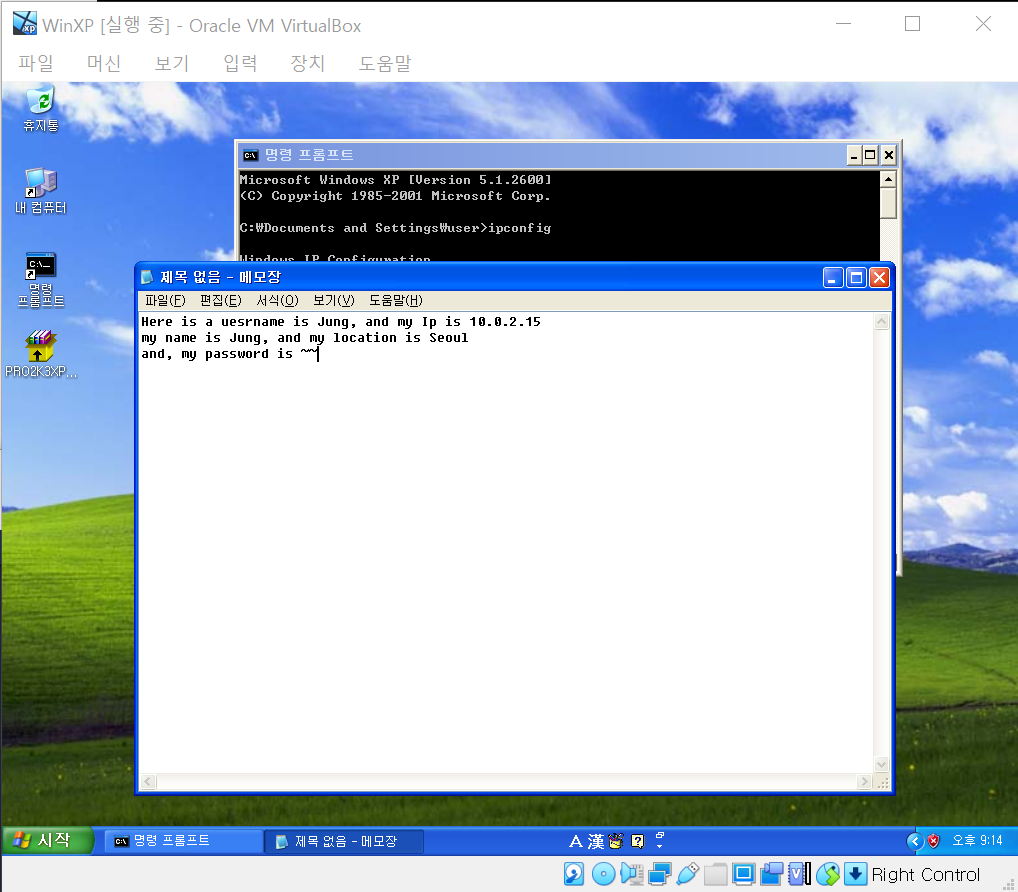 WinXP [실행 중] - Oracle VM VirtualBox
파일 머신 보기 입력 장치 도움말
휴지통
내 컴퓨터
명령
프롬프트
PRO2K3XP...
명령 프롬프트
Microsoft Windows XP [Version 5.1.2600]
(C) Copyright 1985-2001 Microsoft Corp.
C:₩Documents and Settings₩user>ipconfig
Windows IP Configuration
제목 없음 - 메모장
파일(F) 편집(E) 서식(O) 보기(V) 도움말(H)
Here is a uesrname is Jung, and my Ip is 10.0.2.15
my name is Jung, and my location is Seoul
and, my password is ~~
시작 명령 프롬프트 제목 없음 - 메모장 A 漢 오후 9:14
Right Control